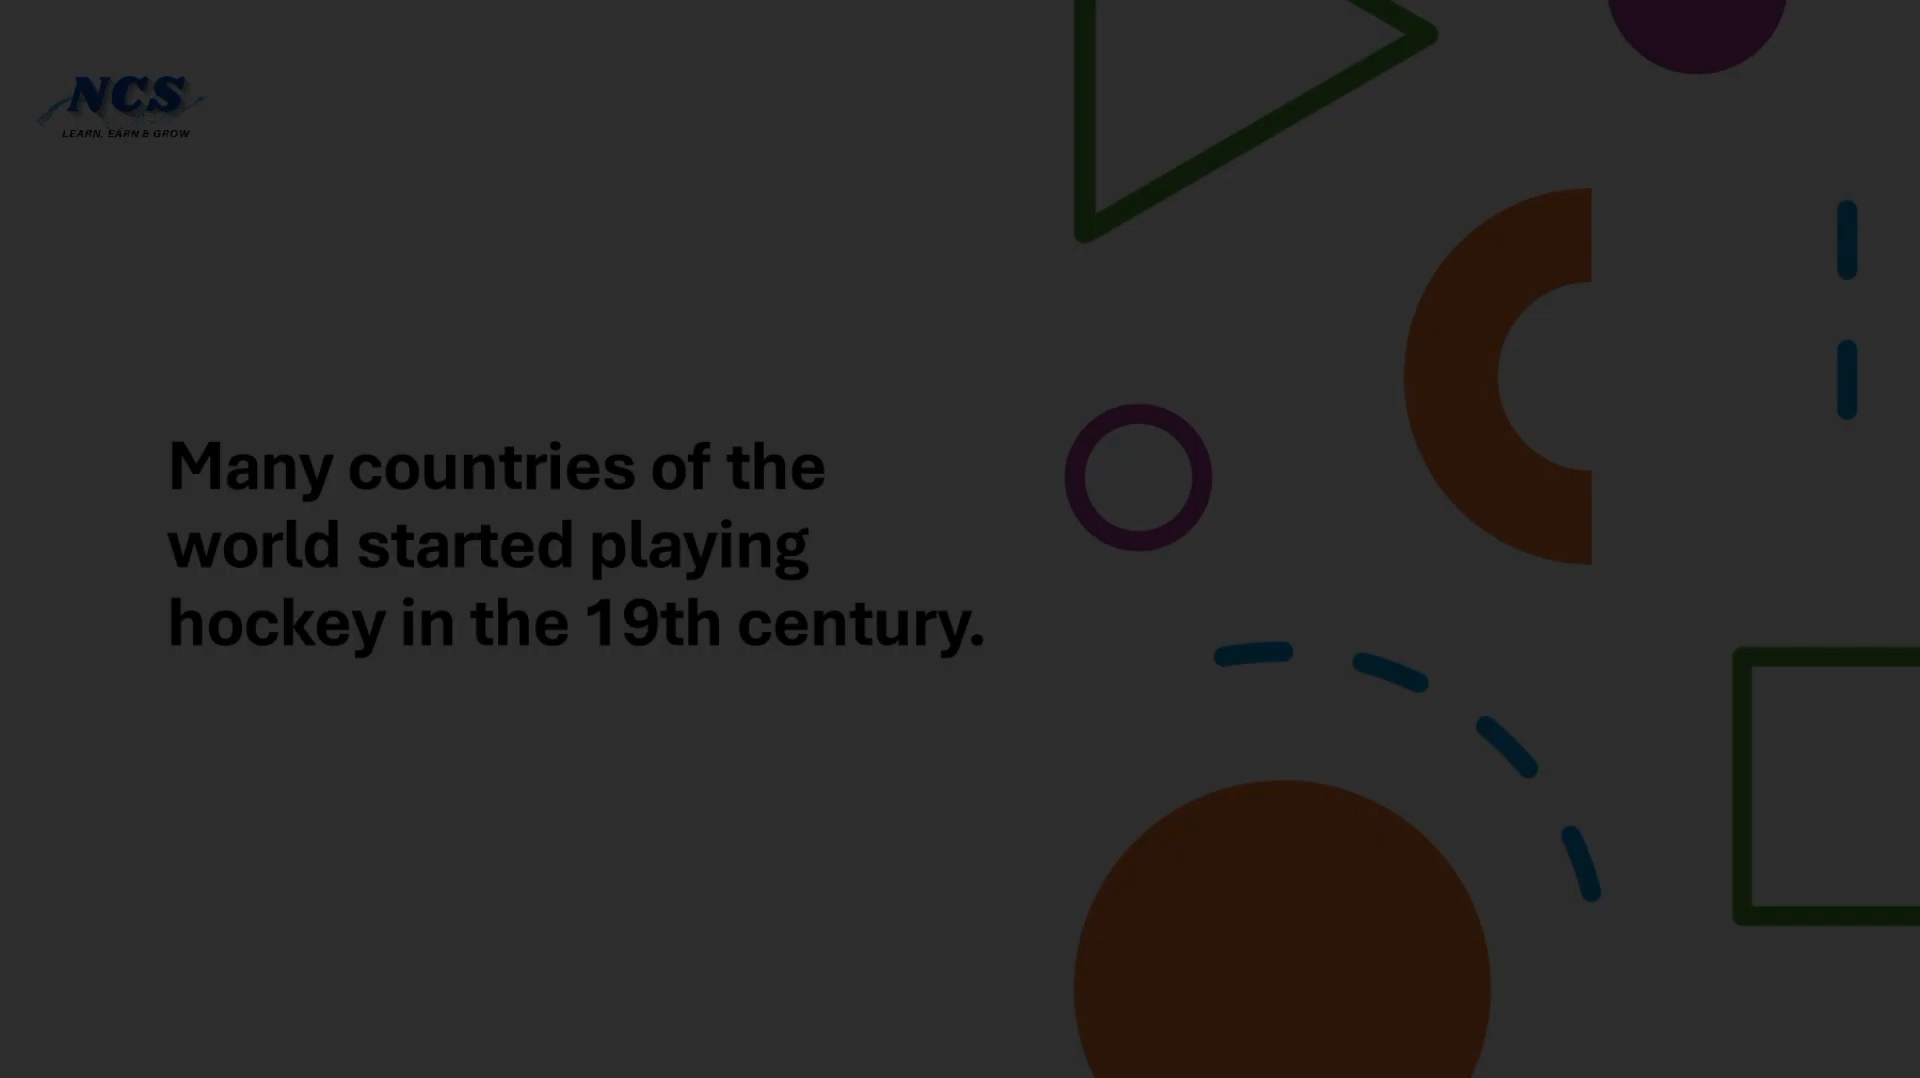 NCS
LEARN, EARN & GROW
Many countries of the
world started playing
hockey in the 19th century.